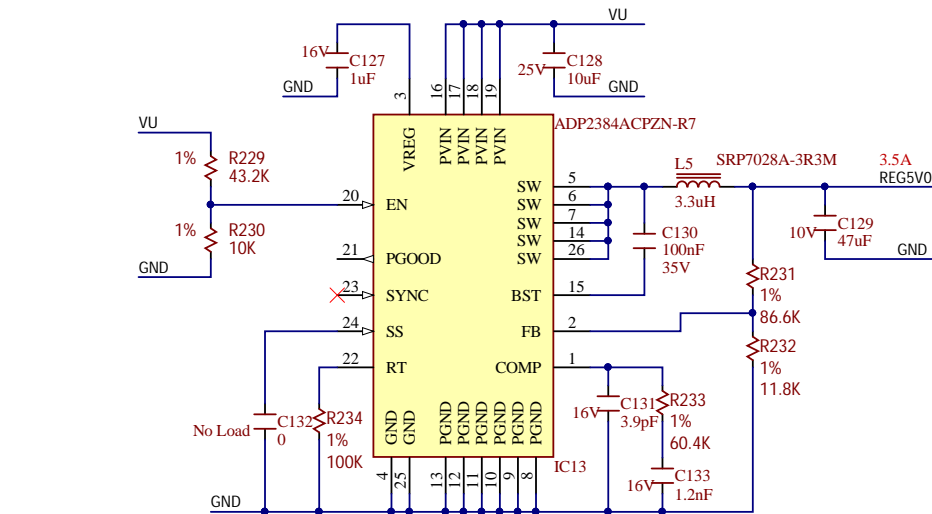 VU
16V
C127
1uF
GND
25V
C128
10uF
GND
3
16
17
18
19
ADP2384ACPZN-R7
VREG
PVIN
PVIN
PVIN
PVIN
VU
1%
R229
43.2K
1%
R230
10K
GND
20
EN
21
PGOOD
23
SYNC
24
SS
22
RT
SW
5
SW
6
SW
7
SW
14
SW
26
BST
15
FB
2
COMP
1
L5
SRP7028A-3R3M
3.3uH
3.5A
REG5V0
C130
100nF
35V
10V
C129
47uF
GND
R231
1%
86.6K
R232
1%
11.8K
No Load
C132
0
R234
1%
100K
GND
GND
PGND
PGND
PGND
PGND
PGND
PGND
16V
C131
3.9pF
R233
1%
60.4K
16V
C133
1.2nF
IC13
4
25
13
12
11
10
9
8
GND